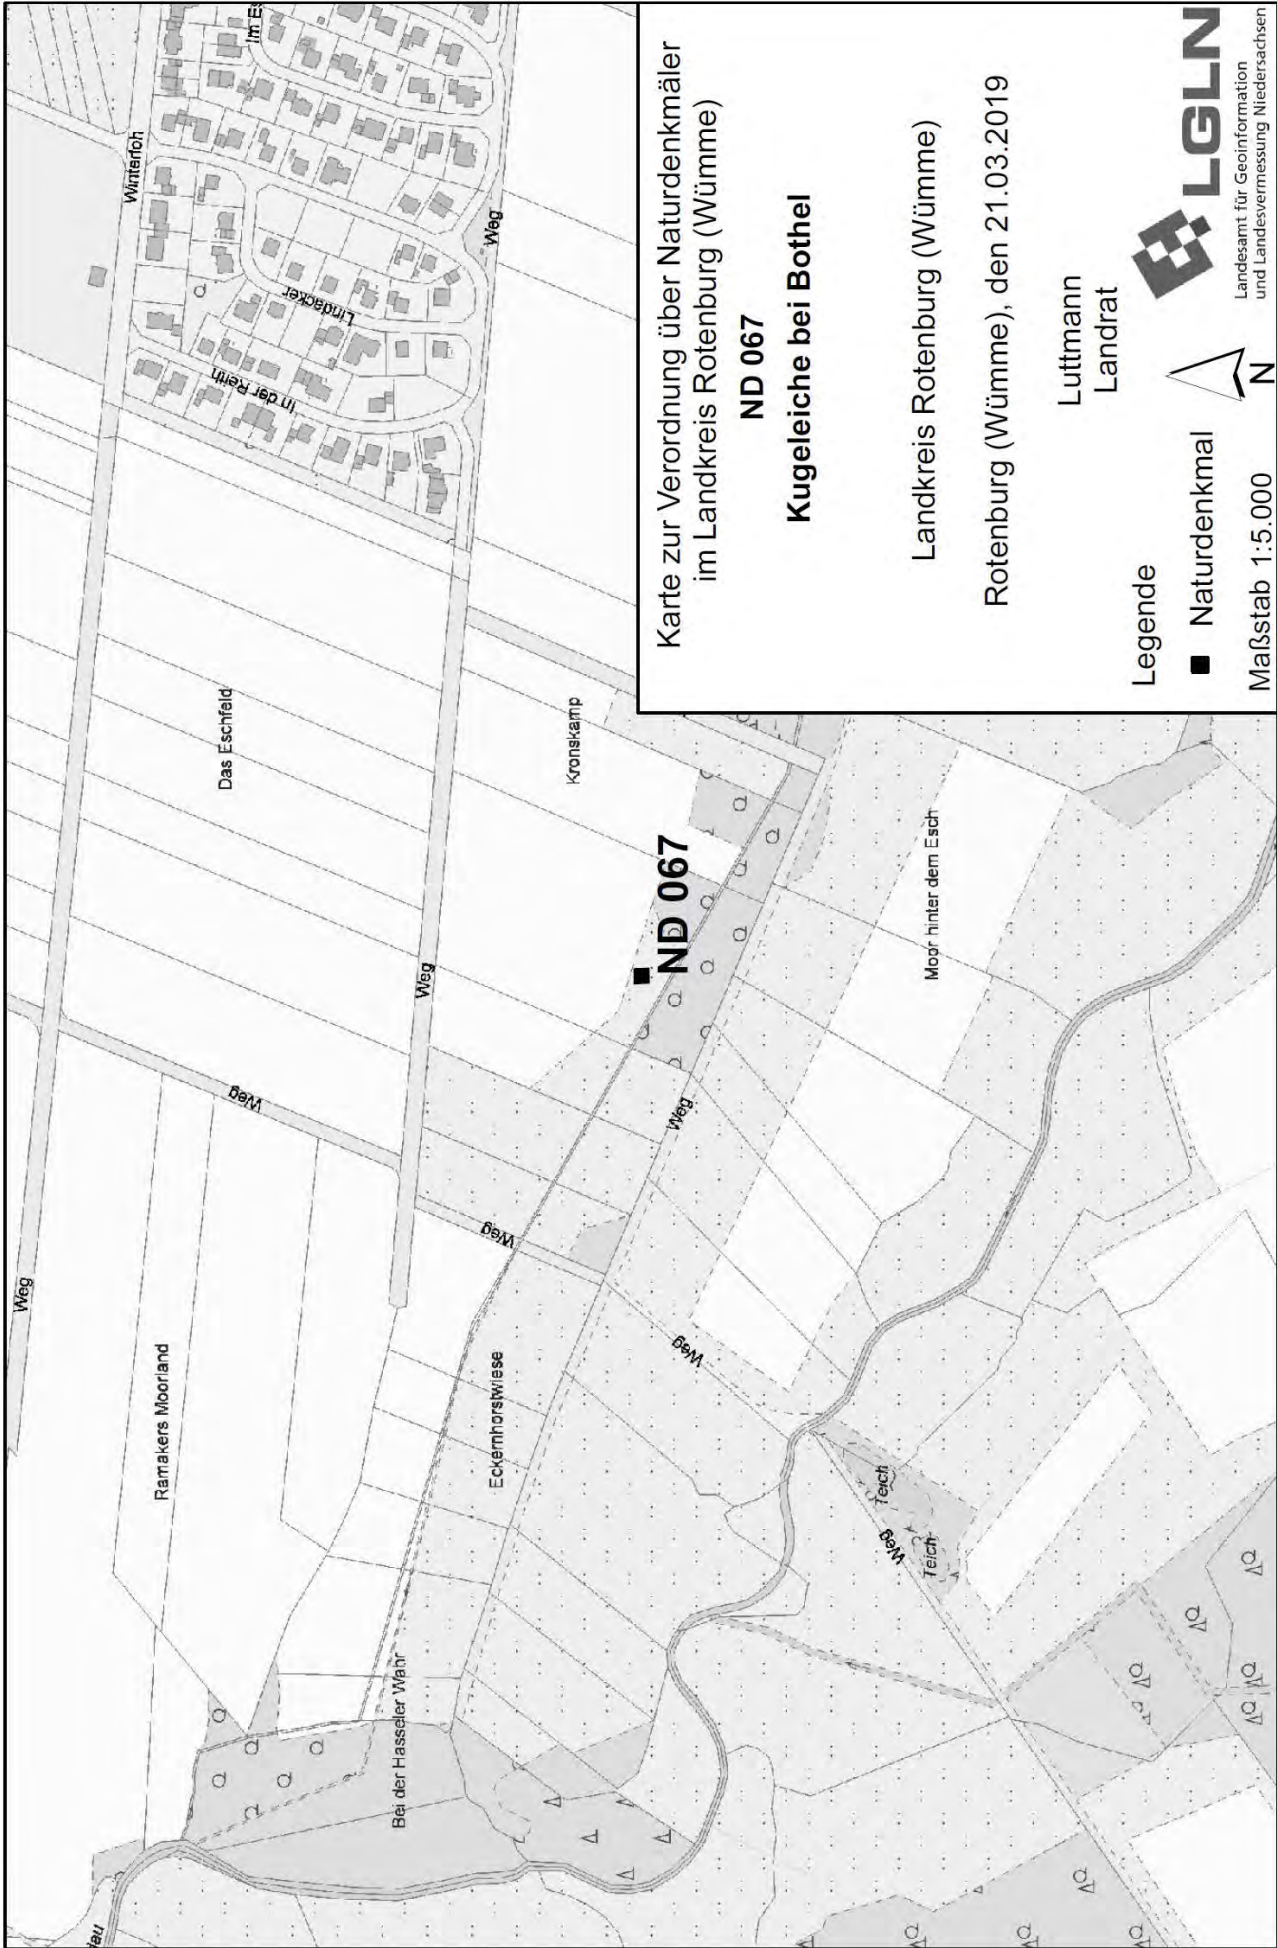 Karte zur Verordnung über Naturdenkmäler
im Landkreis Rotenburg (Wümme)
ND 067
Kugeleiche bei Bothel
Landkreis Rotenburg (Wümme)
Rotenburg (Wümme), den 21.03.2019
Luttmann
Landrat
Legende
Naturdenkmal
Maßstab 1:5.000
N
LGLN
Landesamt für Geoinformation
und Landesvermessung Niedersachsen
Weg
Winterloh
Im Es
Ramakers Moorland
Weg
Das Eschfeld
In der Reith
Lindacker
Bei der Hasseler Wahr
Weg
Weg
Eckernhorstwiese
Weg
Kronskamp
ND 067
Weg
Weg
Moor hinter dem Esch
Teich
Teich
Weg